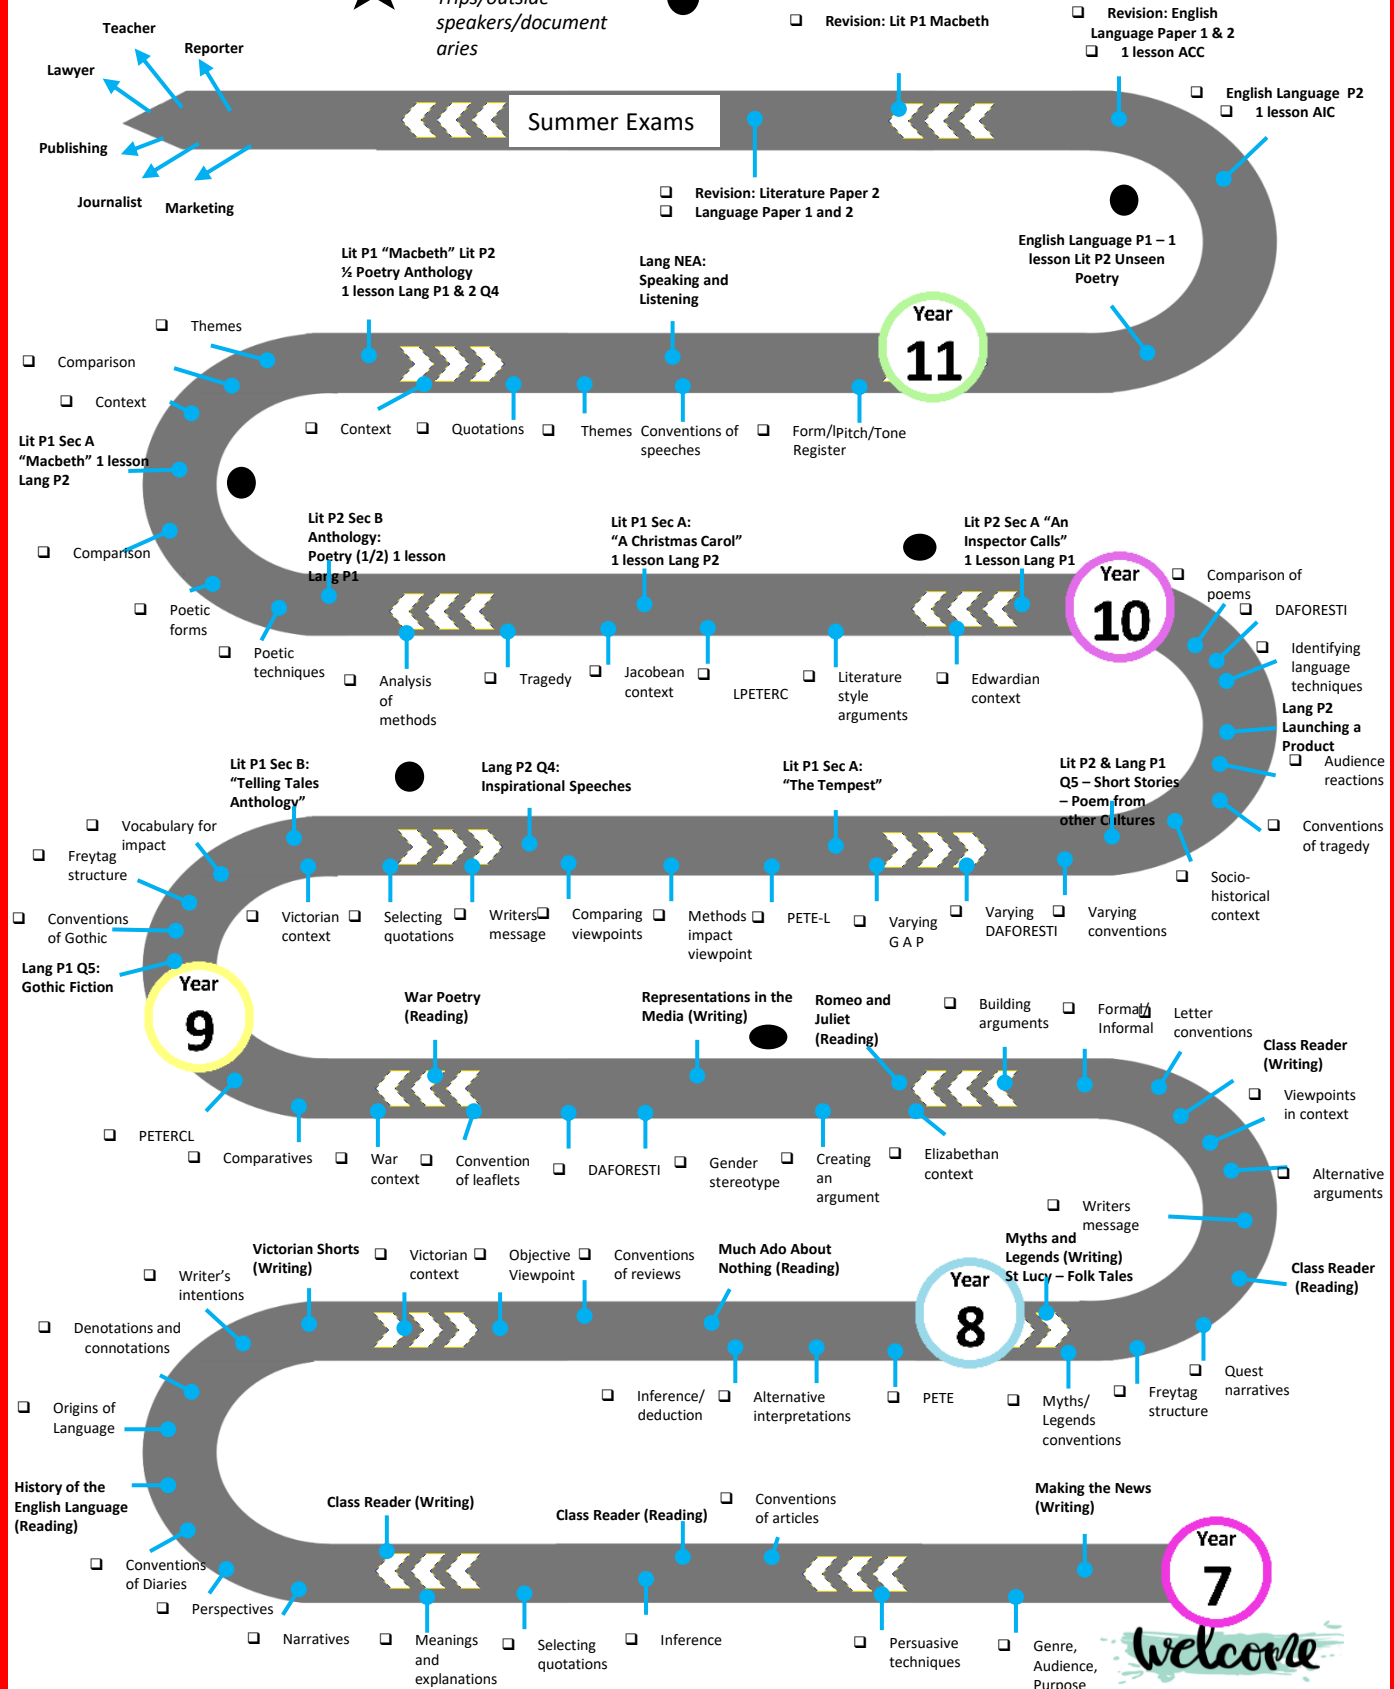 Trips/outside
speakers/document
aries
Revision: Lit P1 Macbeth
Revision: English
Language Paper 1 & 2
1 lesson ACC
English Language P2
1 lesson AIC
Teacher
Reporter
Lawyer
Publishing
Journalist
Marketing
Summer Exams
Revision: Literature Paper 2
Language Paper 1 and 2
English Language P1 – 1
lesson Lit P2 Unseen
Poetry
Lit P1 “Macbeth” Lit P2
½ Poetry Anthology
1 lesson Lang P1 & 2 Q4
Lang NEA:
Speaking and
Listening
Year
11
Themes
Comparison
Context
Lit P1 Sec A
“Macbeth” 1 lesson
Lang P2
Context
Quotations
Themes
Conventions of
speeches
Form/
Register
Pitch/Tone
Comparison
Poetic
forms
Poetic
techniques
Lit P2 Sec B
Anthology:
Poetry (1/2) 1 lesson
Lang P1
Lit P1 Sec A:
“A Christmas Carol”
1 lesson Lang P2
Lit P2 Sec A “An
Inspector Calls”
1 Lesson Lang P1
Year
10
Analysis
of
methods
Tragedy
Jacobean
context
LPETERC
Literature
style
arguments
Edwardian
context
Comparison of
poems
DAFORESTI
Identifying
language
techniques
Lang P2
Launching a
Product
Audience
reactions
Conventions
of tragedy
Socio-
historical
context
Lit P1 Sec B:
“Telling Tales
Anthology”
Lang P2 Q4:
Inspirational Speeches
Lit P1 Sec A:
“The Tempest”
Lit P2 & Lang P1
Q5 – Short Stories
– Poem from
other Cultures
Vocabulary for
impact
Freytag
structure
Conventions
of Gothic
Lang P1 Q5:
Gothic Fiction
Victorian
context
Selecting
quotations
Writers
message
Comparing
viewpoints
Methods
impact
viewpoint
PETE-L
Varying
G A P
Varying
DAFORESTI
Varying
conventions
Year
9
War Poetry
(Reading)
Representations in the
Media (Writing)
Romeo and
Juliet
(Reading)
Building
arguments
Formal/
Informal
Letter
conventions
Class Reader
(Writing)
Viewpoints
in context
Alternative
arguments
Writers
message
Class Reader
(Reading)
PETERCL
Comparatives
War
context
Convention
of leaflets
DAFORESTI
Gender
stereotype
Creating
an
argument
Elizabethan
context
Victorian Shorts
(Writing)
Victorian
context
Objective
Viewpoint
Conventions
of reviews
Much Ado About
Nothing (Reading)
Year
8
Myths and
Legends (Writing)
St Lucy – Folk Tales
Writer’s
intentions
Denotations and
connotations
Origins of
Language
History of the
English Language
(Reading)
Inference/
deduction
Alternative
interpretations
PETE
Myths/
Legends
conventions
Freytag
structure
Quest
narratives
Conventions
of Diaries
Perspectives
Narratives
Class Reader (Writing)
Class Reader (Reading)
Conventions
of articles
Making the News
(Writing)
Year
7
Meanings
and
explanations
Selecting
quotations
Inference
Persuasive
techniques
Genre,
Audience,
Purpose
welcome